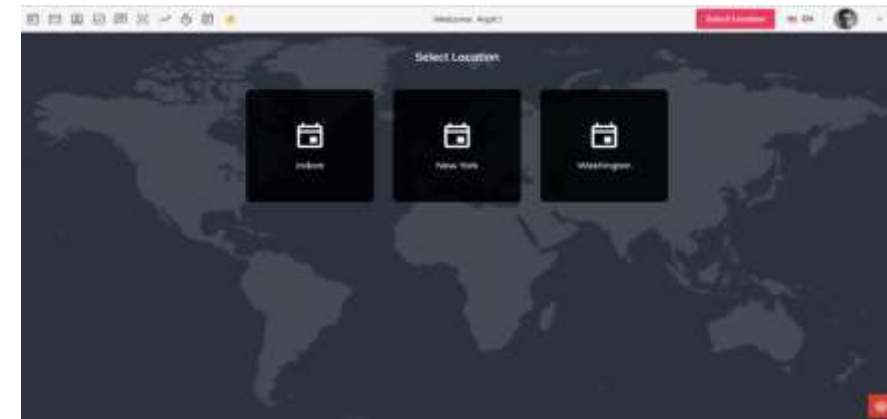 Welcome, Arpit !
Select Location
EN
Select Location
Indore
New York
Washington